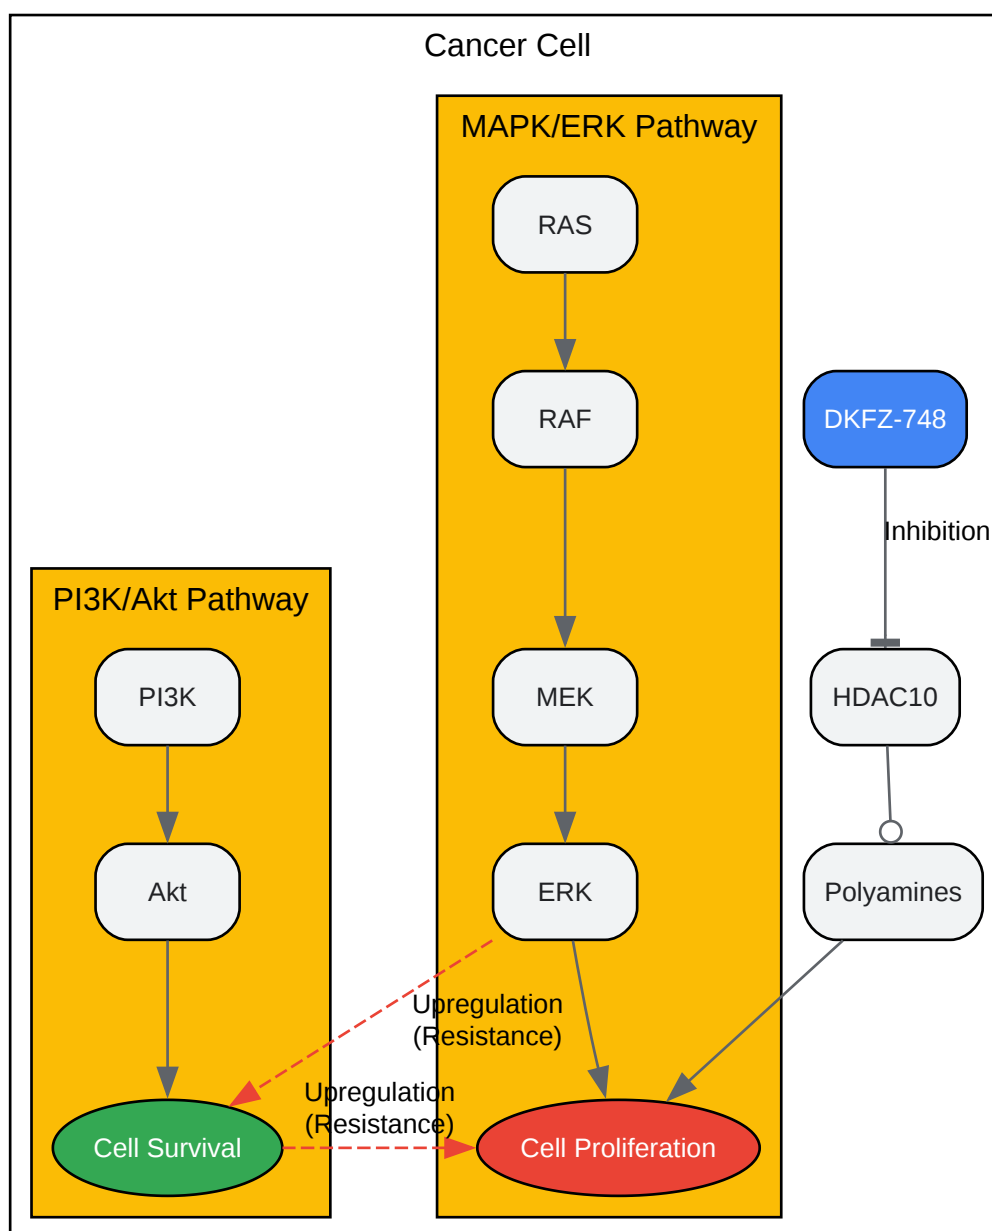 Cancer Cell
MAPK/ERK Pathway
RAS
RAF
DKFZ-748
Inhibition
PI3K/Akt Pathway
PI3K
MEK
HDAC10
Akt
ERK
Polyamines
Upregulation
(Resistance)
Upregulation
(Resistance)
Cell Survival
Cell Proliferation